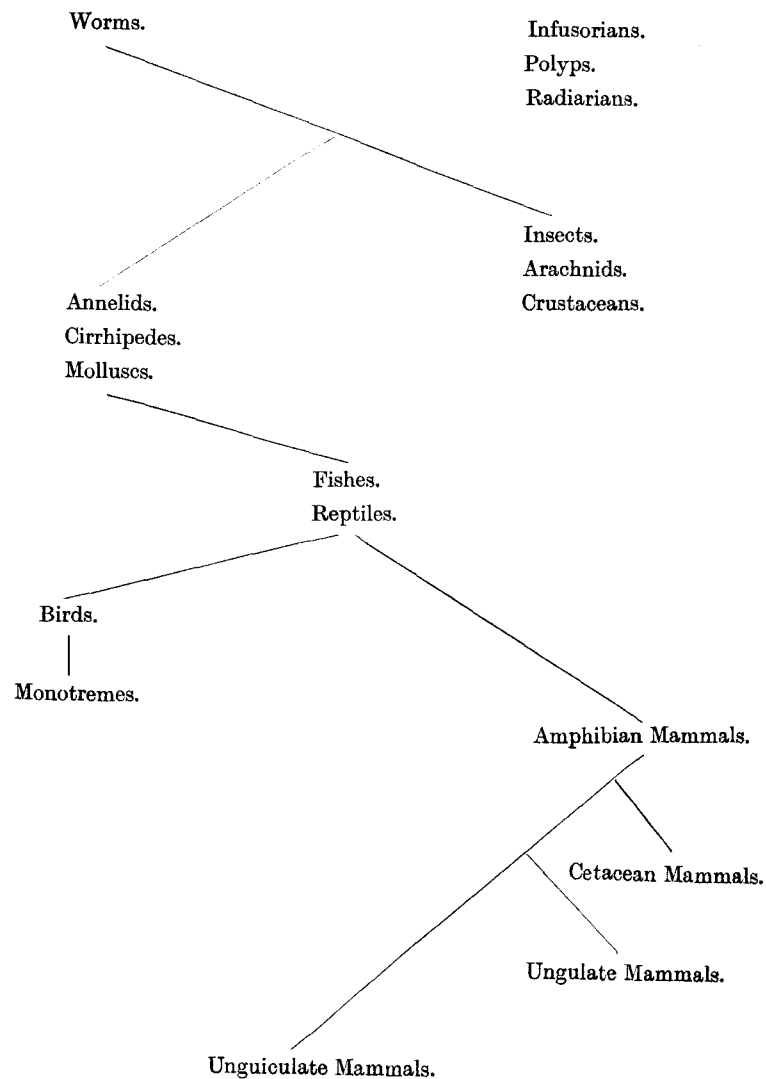 Worms.
Infusorians.
Polyps.
Radiarians.
Insects.
Arachnids.
Crustaceans.
Annelids.
Cirrhipedes.
Molluscs.
Fishes.
Reptiles.
Birds.
Monotremes.
Amphibian Mammals.
Cetacean Mammals.
Ungulate Mammals.
Unguiculate Mammals.